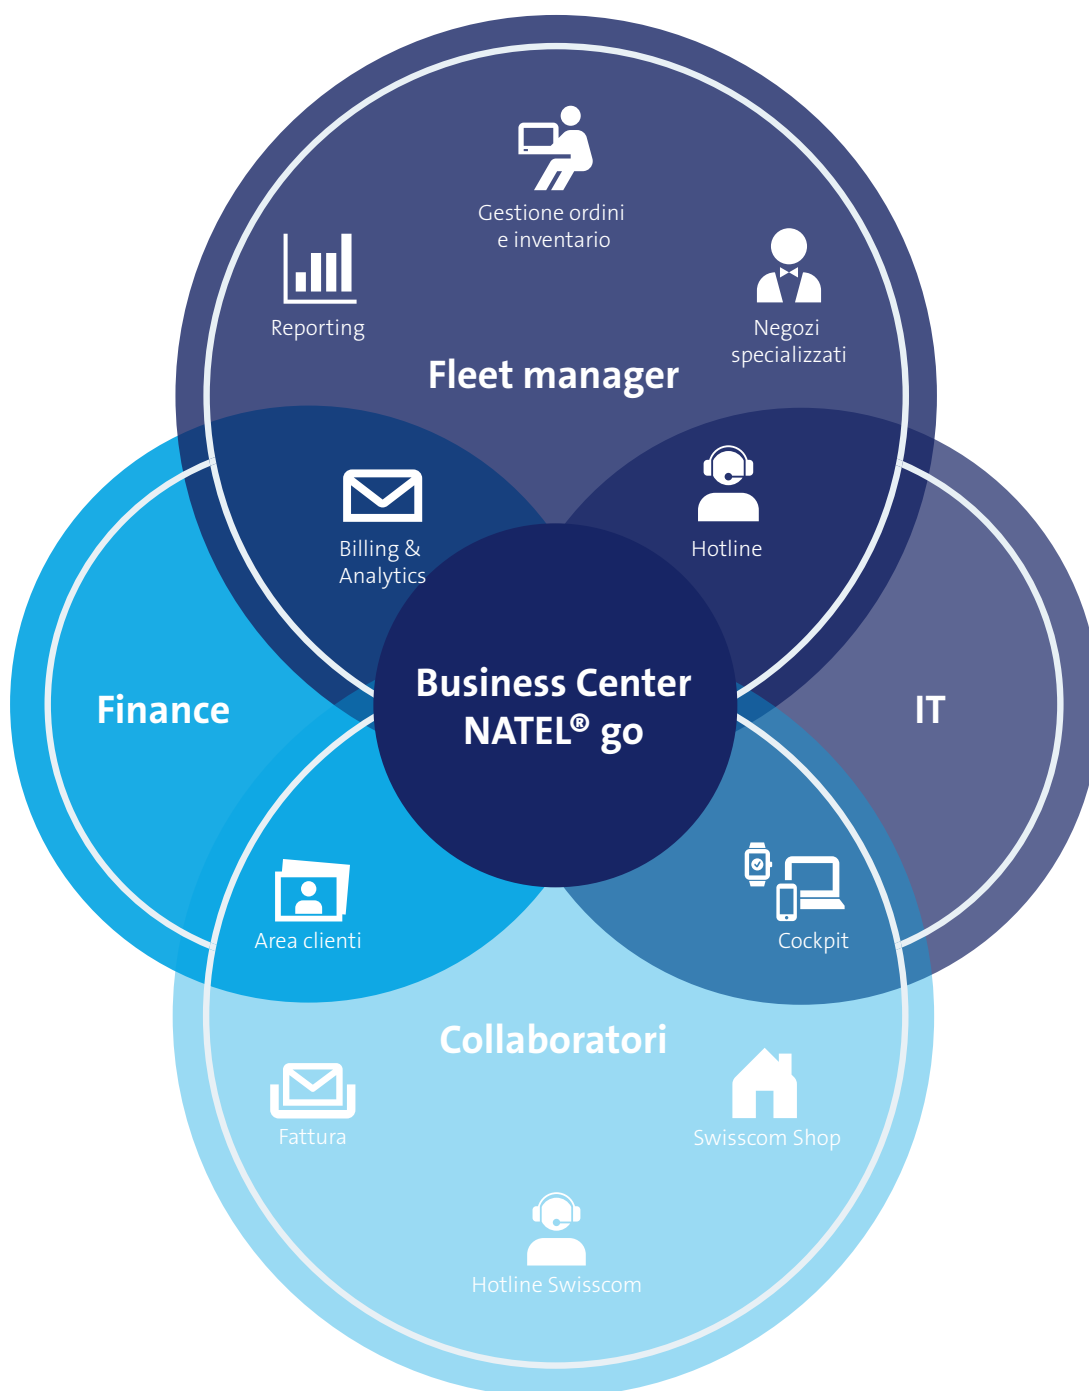 Gestione ordini
e inventario
Reporting
Negozi
specializzati
Fleet manager
Billing &
Analytics
Hotline
Business Center
NATEL® go
Finance
IT
Area clienti
Cockpit
Collaboratori
Fattura
Swisscom Shop
Hotline Swisscom